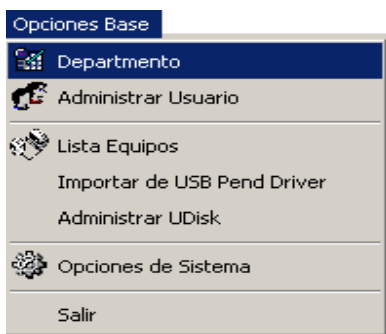 Opciones Base
Departmento
Administrar Usuario
Lista Equipos
Importar de USB Pend Driver
Administrar UDisk
Opciones de Sistema
Salir